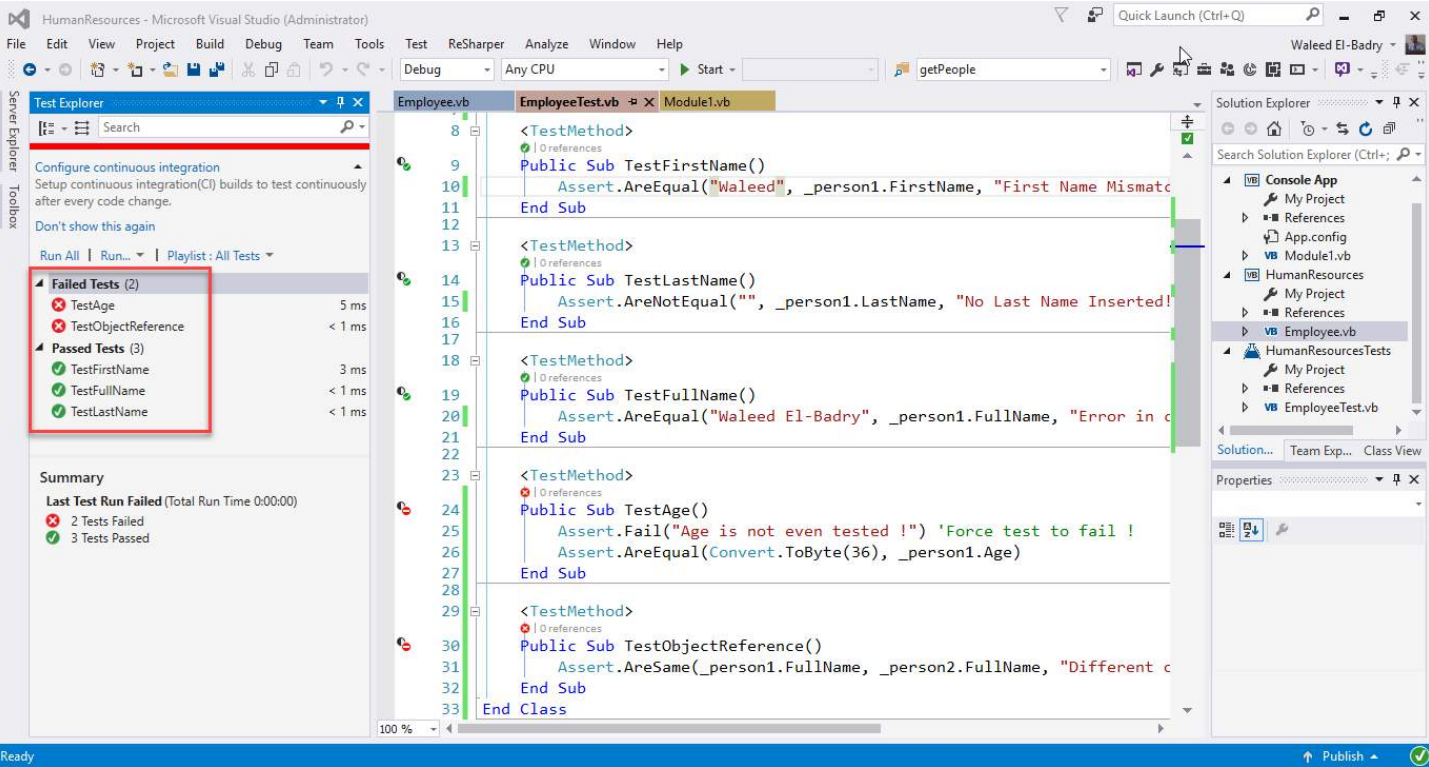 HumanResources - Microsoft Visual Studio (Administrator)
Quick Launch (Ctrl+Q)
File Edit View Project Build Debug Team Tools Test ReSharper Analyze Window Help
Waleed El-Badry
Debug Any CPU Start getPeople
Server Explorer
Toolbox
Test Explorer
Search
Configure continuous integration
Setup continuous integration(CI) builds to test continuously
after every code change.
Don't show this again
Run All | Run... | Playlist : All Tests
Failed Tests (2)
TestAge 5 ms
TestObjectReference < 1 ms
Passed Tests (3)
TestFirstName 3 ms
TestFullName < 1 ms
TestLastName < 1 ms
Summary
Last Test Run Failed (Total Run Time 0:00:00)
2 Tests Failed
3 Tests Passed
Employee.vb EmployeeTest.vb Module1.vb
8 <TestMethod>
0 references
9 Public Sub TestFirstName()
10 Assert.AreEqual("Waleed", _person1.FirstName, "First Name Mismatc
11 End Sub
12
13 <TestMethod>
0 references
14 Public Sub TestLastName()
15 Assert.AreNotEqual("", _person1.LastName, "No Last Name Inserted!
16 End Sub
17
18 <TestMethod>
0 references
19 Public Sub TestFullName()
20 Assert.AreEqual("Waleed El-Badry", _person1.FullName, "Error in c
21 End Sub
22
23 <TestMethod>
0 references
24 Public Sub TestAge()
25 Assert.Fail("Age is not even tested !") 'Force test to fail !
26 Assert.AreEqual(Convert.ToByte(36), _person1.Age)
27 End Sub
28
29 <TestMethod>
0 references
30 Public Sub TestObjectReference()
31 Assert.AreSame(_person1.FullName, _person2.FullName, "Different c
32 End Sub
33 End Class
100 %
Solution Explorer
Search Solution Explorer (Ctrl+;
VB Console App
My Project
References
App.config
VB Module1.vb
VB HumanResources
My Project
References
VB Employee.vb
HumanResourcesTests
My Project
References
VB EmployeeTest.vb
Solution... Team Exp... Class View
Properties
Ready
Publish